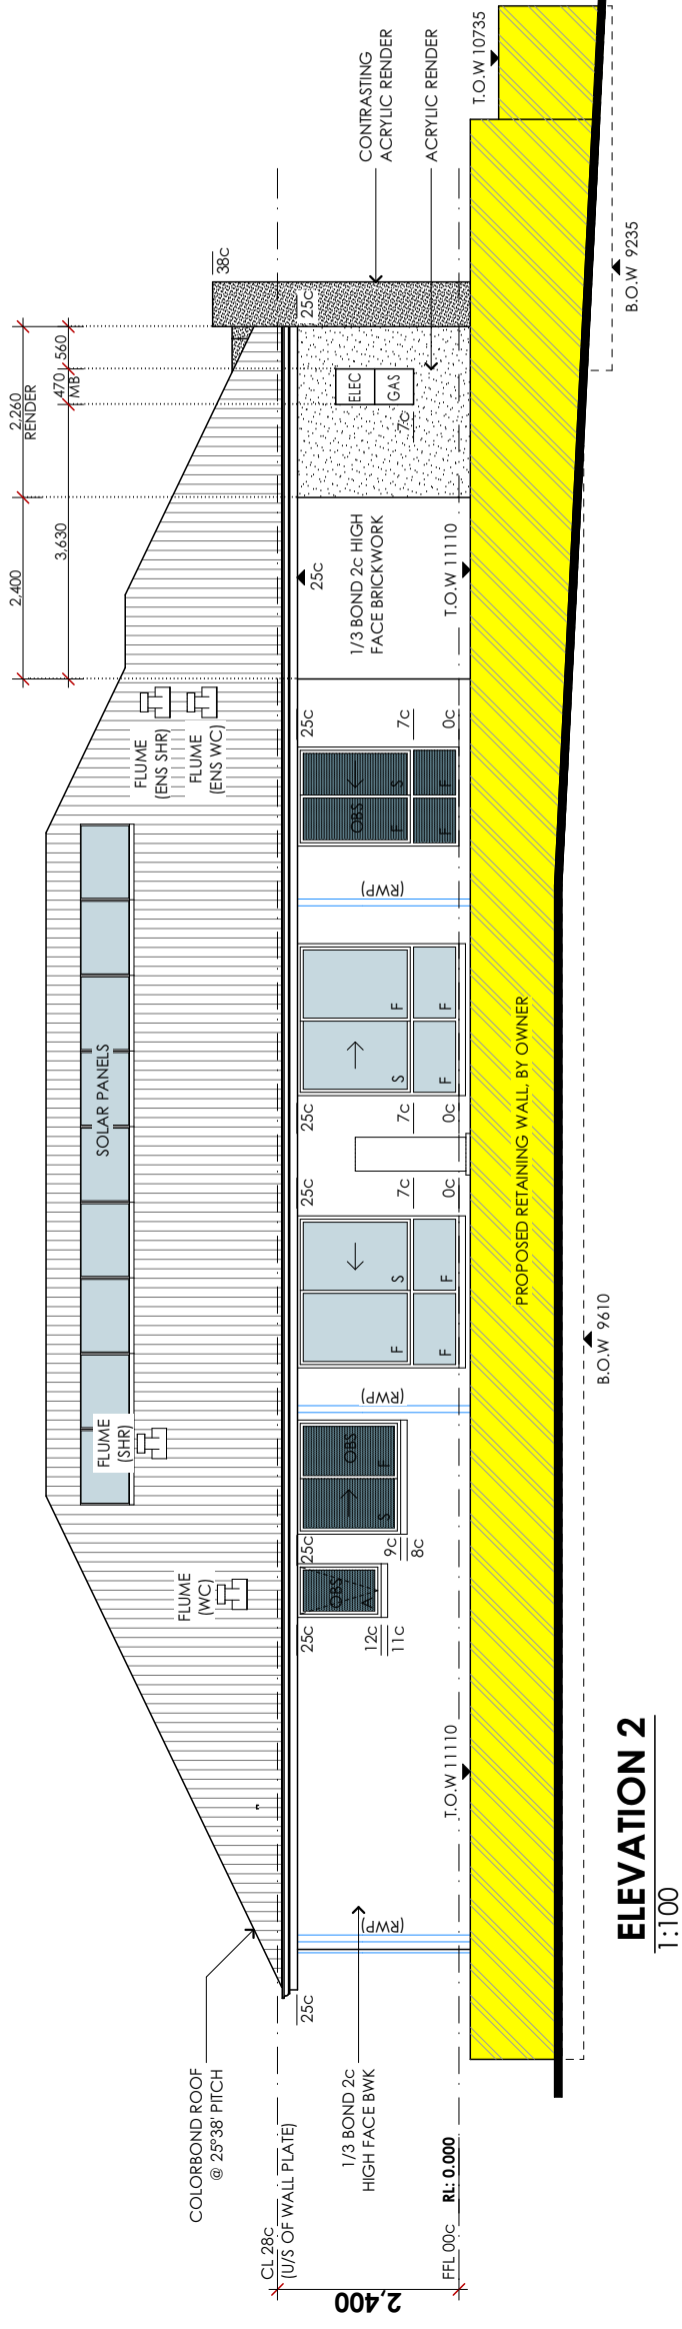 2,400
2,260
RENDER
3,630
470
MB
560
COLORBOND ROOF
@ 25°38' PITCH
FLUME
(WC)
FLUME
(SHR)
SOLAR PANELS
FLUME
(ENS SHR)
FLUME
(ENS WC)
38c
CONTRASTING
ACRYLIC RENDER
ACRYLIC RENDER
CL 28c
(U/S OF WALL PLATE)
2,400
FFL 00c
RL: 0.000
1/3 BOND 2c
HIGH FACE BWK
25c
(RWP)
T.O.W 11110
25c
12c
11c
OBS
A
25c
9c
8c
OBS
S
F
(RWP)
F
S
F
F
25c
7c
0c
25c
7c
0c
S
F
F
F
(RWP)
OBS
F
S
F
F
25c
7c
0c
25c
1/3 BOND 2c HIGH
FACE BRICKWORK
T.O.W 11110
25c
ELEC
GAS
7c
T.O.W 10735
PROPOSED RETAINING WALL, BY OWNER
B.O.W 9610
B.O.W 9235
ELEVATION 2
1:100